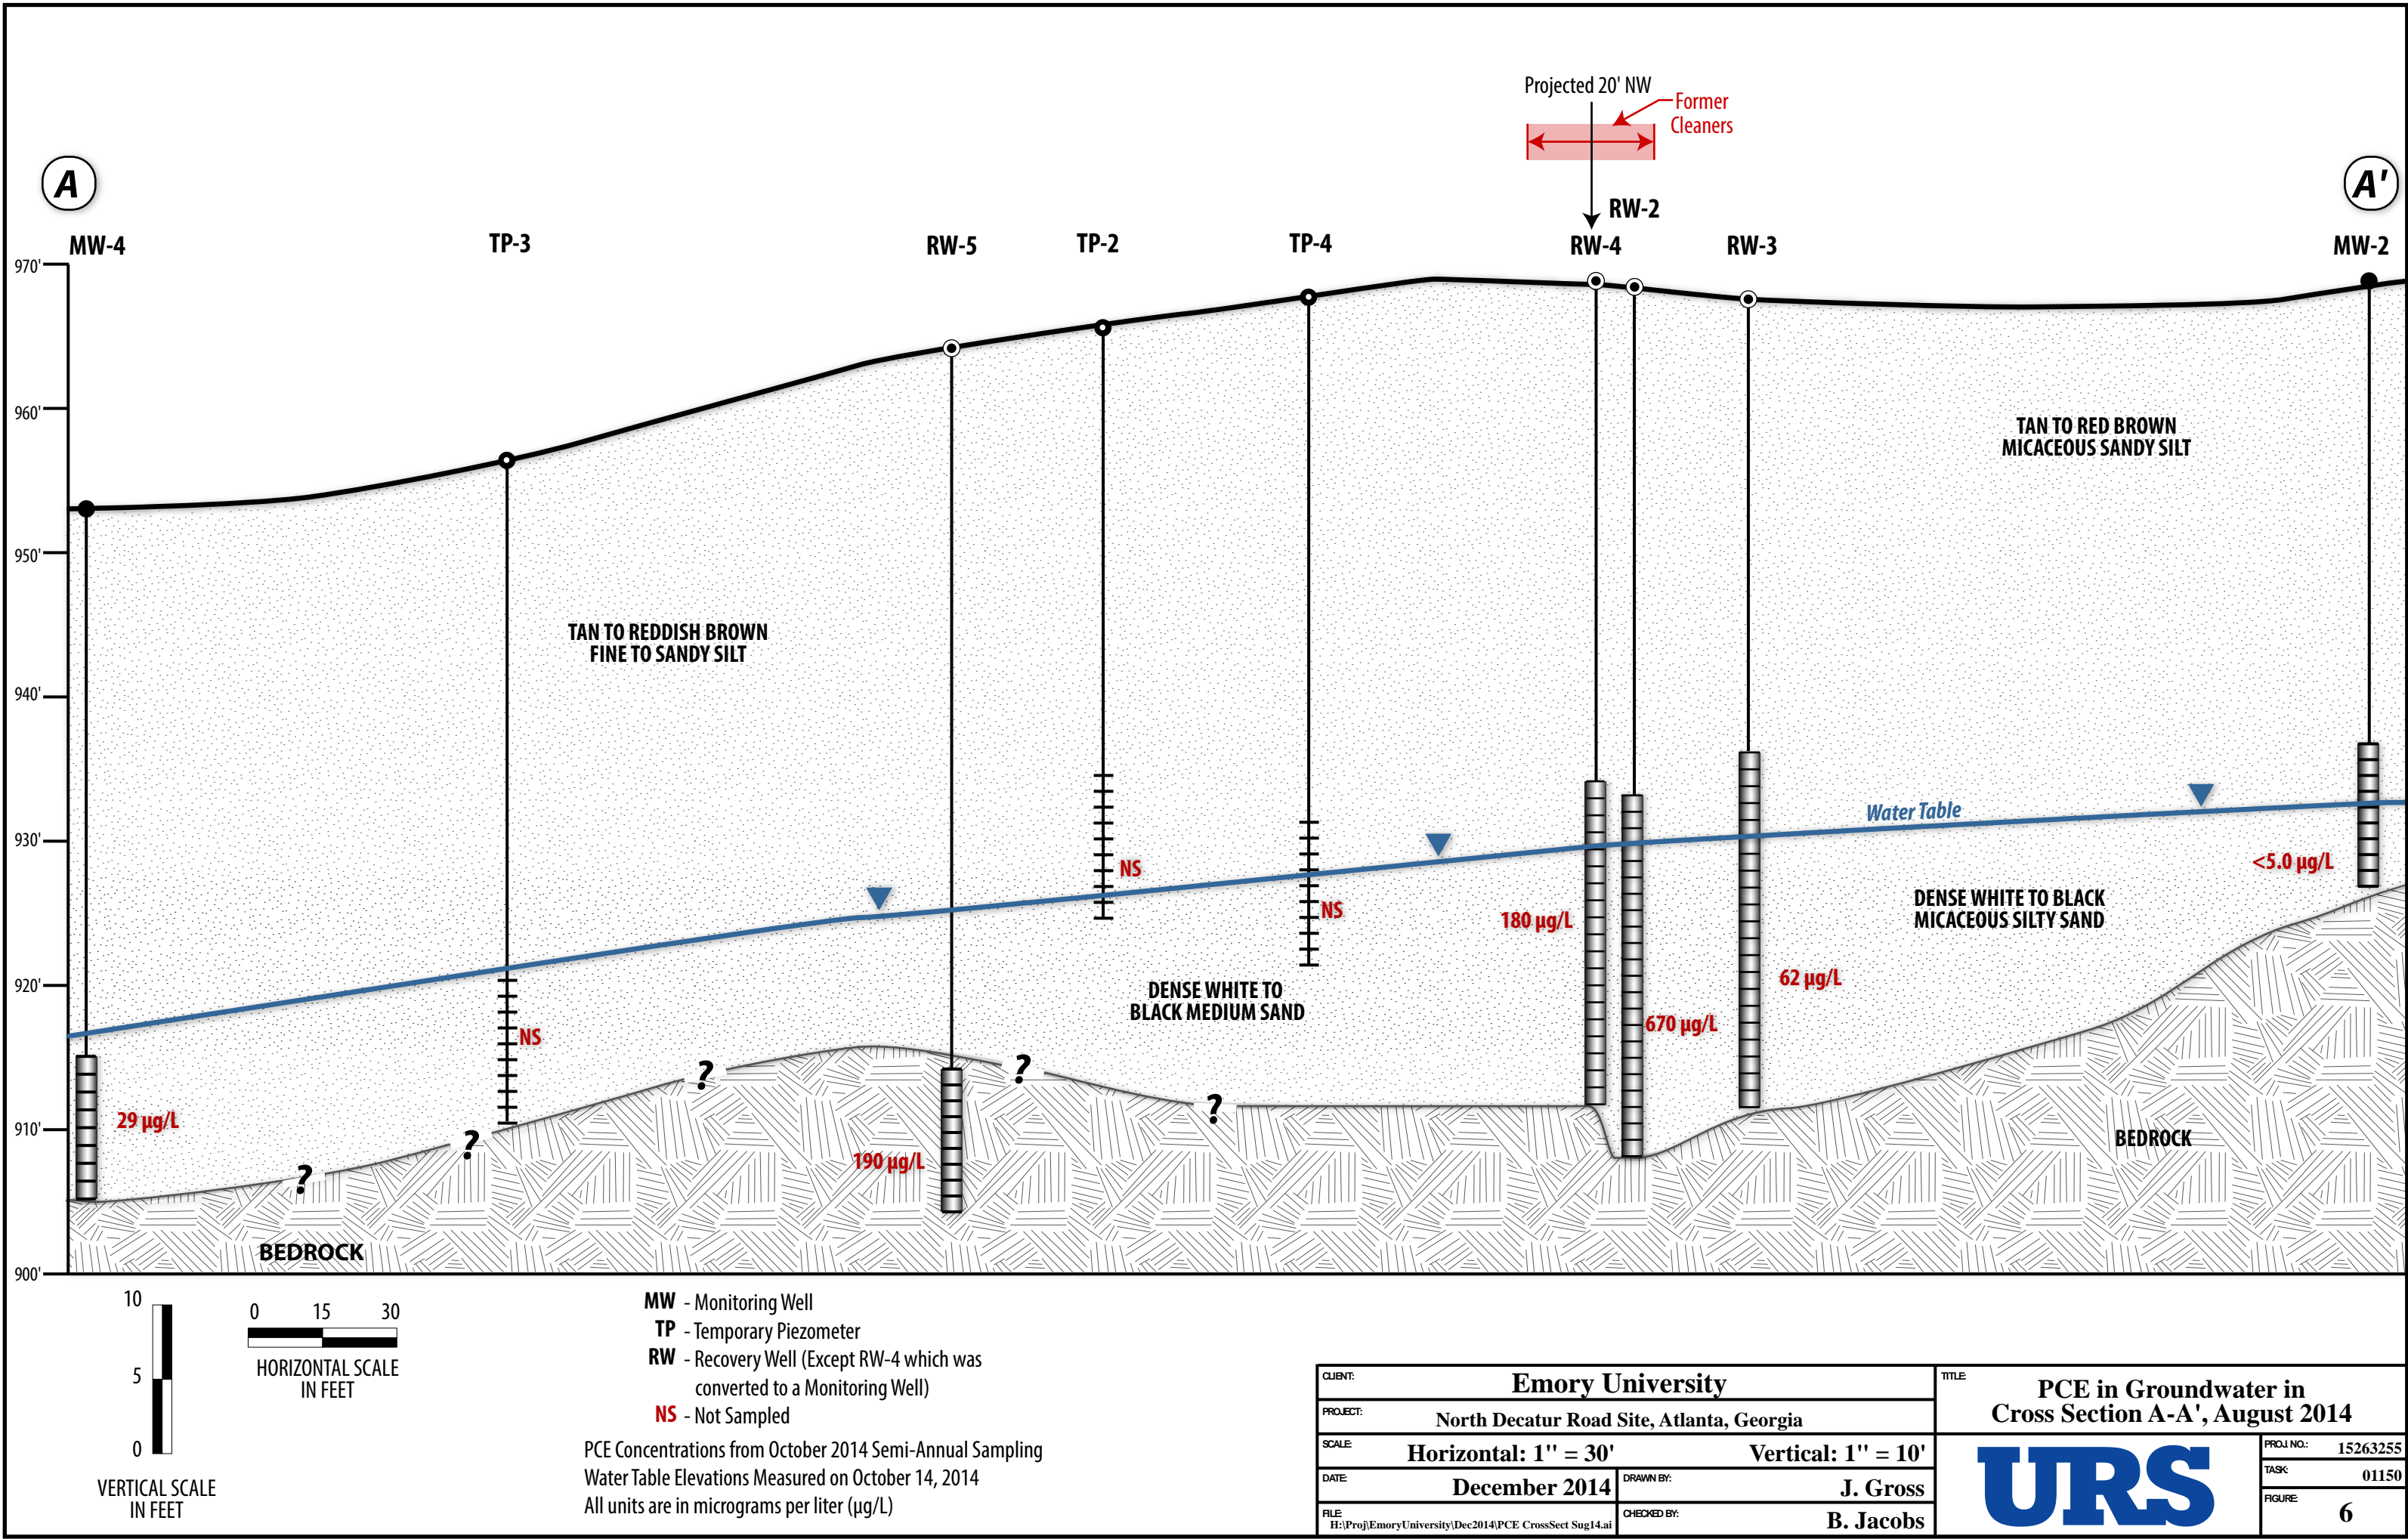 Projected 20' NW
Former
Cleaners
A
A'
RW-2
MW-4
TP-3
RW-5
TP-2
TP-4
RW-4
RW-3
MW-2
970'
960'
950'
940'
930'
920'
910'
900'
TAN TO RED BROWN
MICACEOUS SANDY SILT
TAN TO REDDISH BROWN
FINE TO SANDY SILT
Water Table
NS
<5.0 µg/L
DENSE WHITE TO BLACK
MICACEOUS SILTY SAND
NS
180 µg/L
62 µg/L
DENSE WHITE TO
BLACK MEDIUM SAND
670 µg/L
NS
?
?
?
29 µg/L
?
?
BEDROCK
190 µg/L
BEDROCK
10
5
0
VERTICAL SCALE
IN FEET
0 15 30
HORIZONTAL SCALE
IN FEET
MW - Monitoring Well
TP - Temporary Piezometer
RW - Recovery Well (Except RW-4 which was
converted to a Monitoring Well)
NS - Not Sampled
PCE Concentrations from October 2014 Semi-Annual Sampling
Water Table Elevations Measured on October 14, 2014
All units are in micrograms per liter (µg/L)
CLIENT: Emory University
PROJECT: North Decatur Road Site, Atlanta, Georgia
SCALE: Horizontal: 1" = 30' Vertical: 1" = 10'
DATE: December 2014
DRAWN BY: J. Gross
FILE: H:\Proj\EmoryUniversity\Dec2014\PCE CrossSect Sug14.ai
CHECKED BY: B. Jacobs
TITLE: PCE in Groundwater in
Cross Section A-A', August 2014
URS
PROJ. NO.: 15263255
TASK: 01150
FIGURE: 6